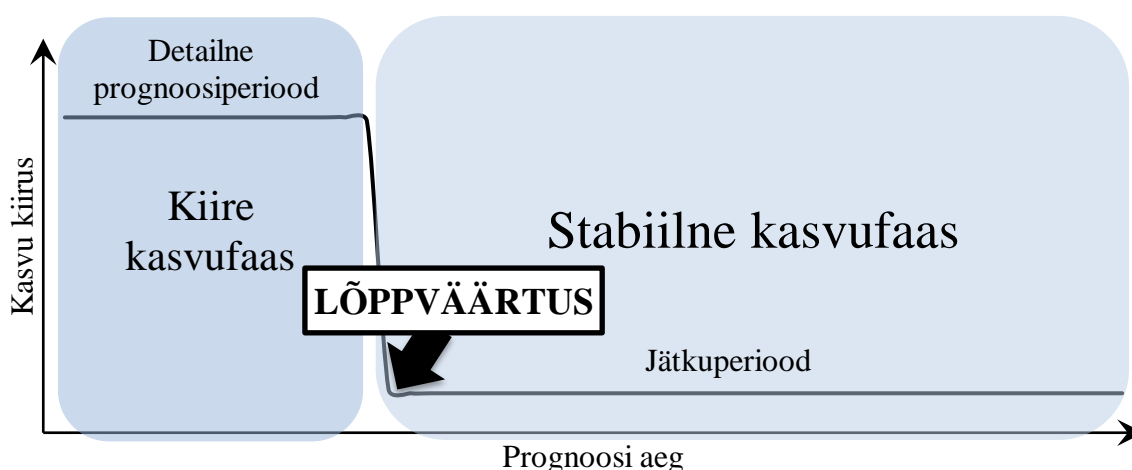 Detailne
prognoosiperiood
Kasvu kiirus
Kiire
kasvufaas
Stabiilne kasvufaas
LÕPPVÄÄRTUS
Jätkuperiood
Prognoosi aeg